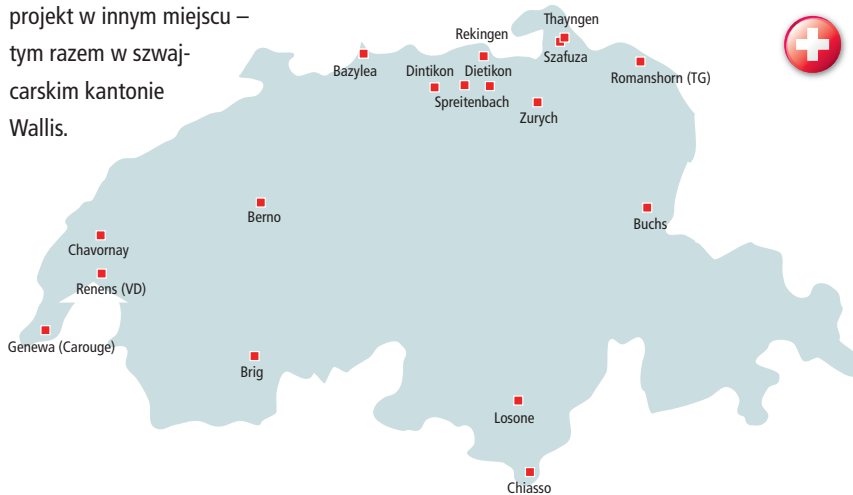 projekt w innym miejscu –
tym razem w szwaj-
carskim kantonie
Wallis.
Thayngen
Rekingen
Szafuza
Bazylea
Dintikon
Dietikon
Romanshorn (TG)
Spreitenbach
Zurych
Berno
Buchs
Chavornay
Renens (VD)
Genewa (Carouge)
Brig
Losone
Chiasso